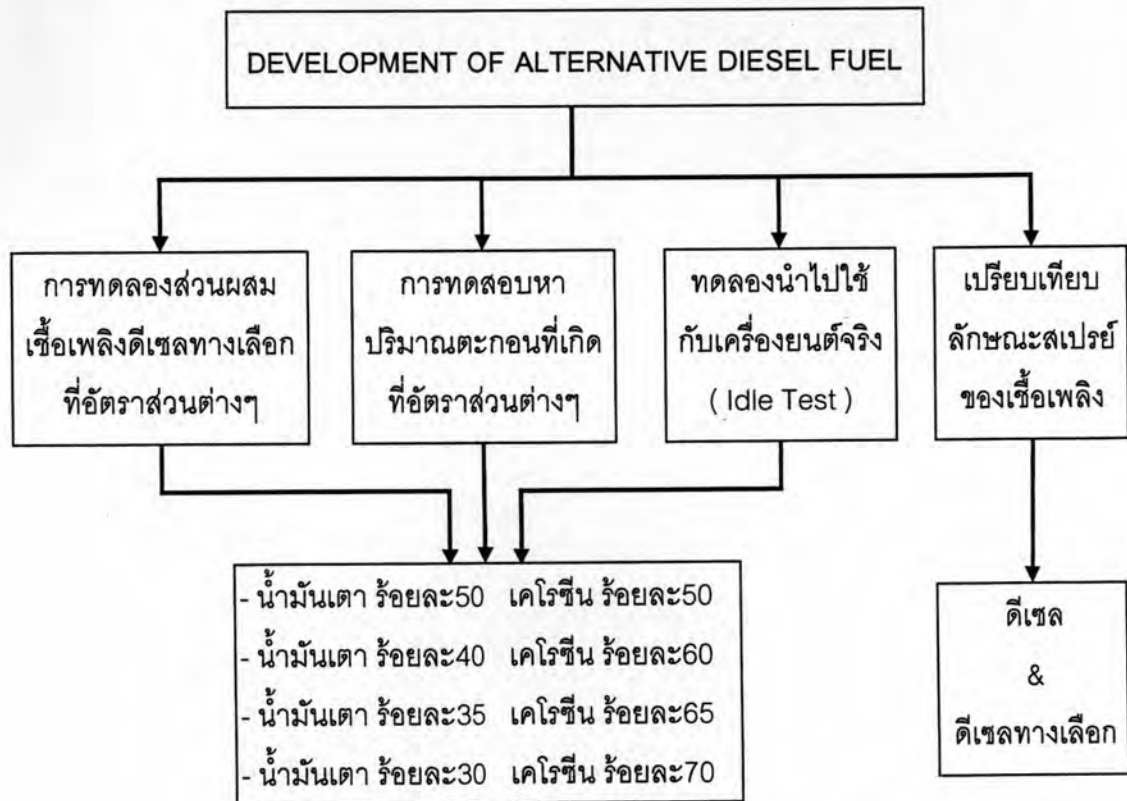 DEVELOPMENT OF ALTERNATIVE DIESEL FUEL
การทดลองส่วนผสม
เชื้อเพลิงดีเซลทางเลือก
ที่อัตราส่วนต่างๆ
การทดสอบหา
ปริมาณตะกอนที่เกิด
ที่อัตราส่วนต่างๆ
ทดลองนำไปใช้
กับเครื่องยนต์จริง
( Idle Test )
เปรียบเทียบ
ลักษณะสเปรย์
ของเชื้อเพลิง
- น้ำมันเตา ร้อยละ50 เคโรซีน ร้อยละ50
- น้ำมันเตา ร้อยละ40 เคโรซีน ร้อยละ60
- น้ำมันเตา ร้อยละ35 เคโรซีน ร้อยละ65
- น้ำมันเตา ร้อยละ30 เคโรซีน ร้อยละ70
ดีเซล
&
ดีเซลทางเลือก